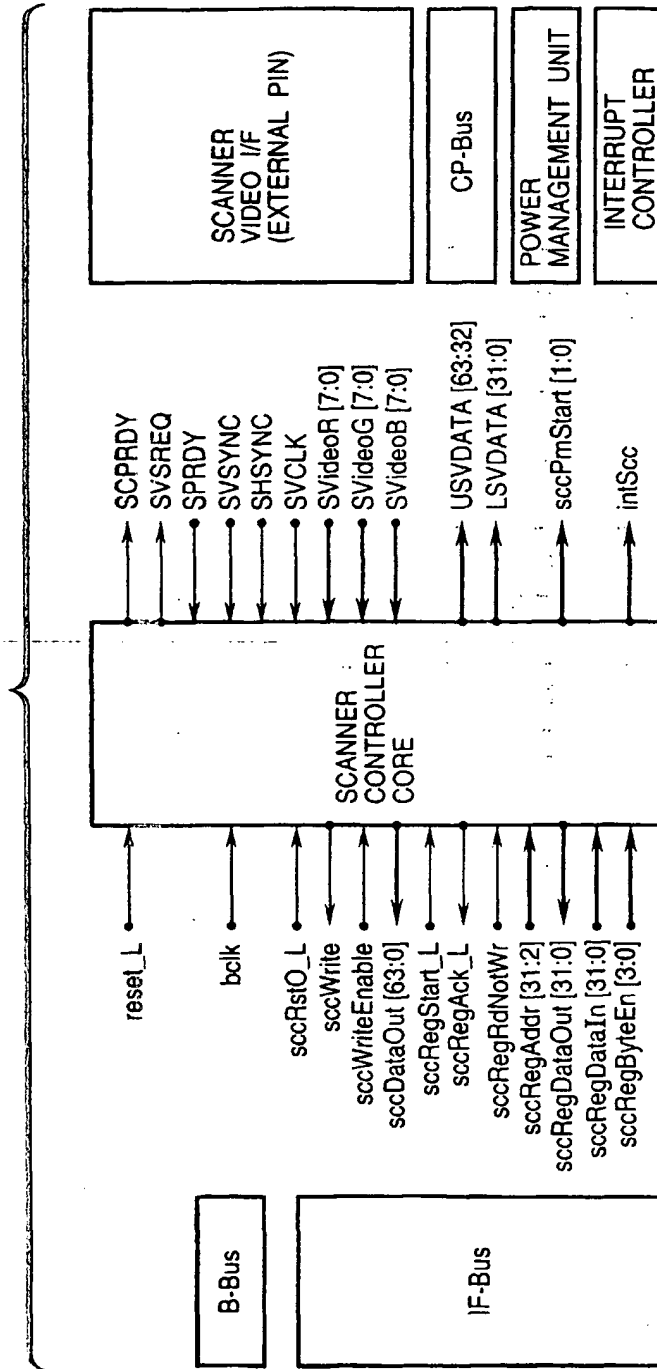 B-Bus
IF-Bus
reset_L
bclk
sccRstO_L
sccWrite
sccWriteEnable
sccDataOut [63:0]
sccRegStart_L
sccRegAck_L
sccRegRdNotWr
sccRegAddr [31:2]
sccRegDataOut [31:0]
sccRegDataIn [31:0]
sccRegByteEn [3:0]
SCANNER
CONTROLLER
CORE
SCPRDY
SVSREQ
SPRDY
SVSYNC
SHSYNC
SVCLK
SVideoR [7:0]
SVideoG [7:0]
SVideoB [7:0]
USVDATA [63:32]
LSVDATA [31:0]
sccPmStart [1:0]
intScc
SCANNER
VIDEO I/F
(EXTERNAL PIN)
CP-Bus
POWER
MANAGEMENT UNIT
INTERRUPT
CONTROLLER